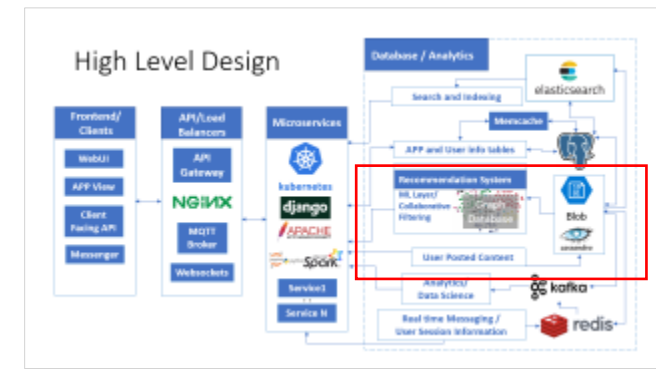 High Level Design
Database / Analytics
elasticsearch
Search and Indexing
Memcache
Frontend/
Clients
API/Load
Balancers
Microservices
WebUI
APP View
Client
Facing API
Messenger
API
Gateway
NGINX
MQTT
Broker
Websockets
kubernetes
django
APACHE
Spark
Service1
Service N
APP and User info tables
Recommendation System
ML Layer/
Collaborative
Filtering
Graph
Database
Blob
cassandra
User Posted Content
Analytics/
Data Science
kafka
Real time Messaging /
User Session Information
redis